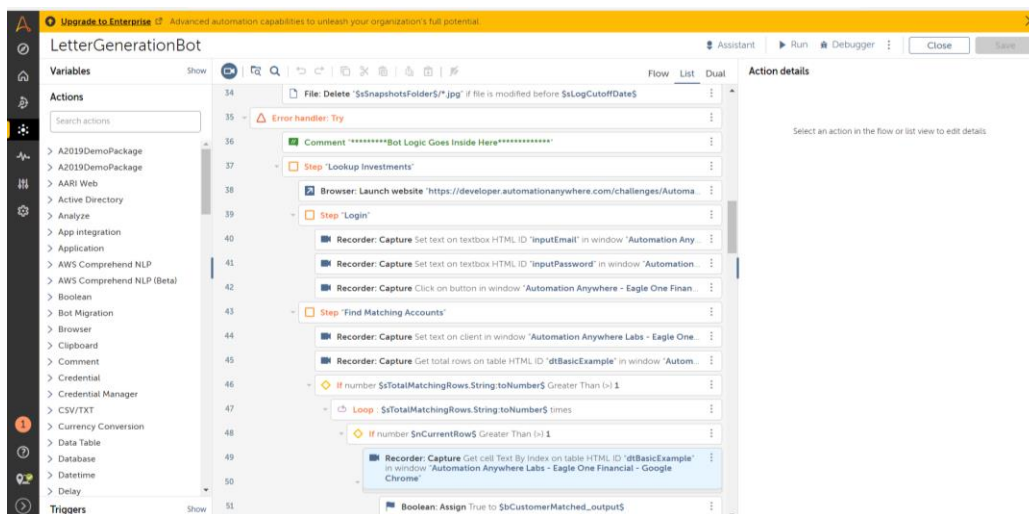 Upgrade to Enterprise Advanced automation capabilities to unleash your organization's full potential.
LetterGenerationBot
Assistant Run Debugger Close Save
Variables Show
Flow List Dual
Action details
Select an action in the flow or list view to edit details
Actions
Search actions
A2019DemoPackage
A2019DemoPackage
AARI Web
Active Directory
Analyze
App integration
Application
AWS Comprehend NLP
AWS Comprehend NLP (Beta)
Boolean
Bot Migration
Browser
Clipboard
Comment
Credential
Credential Manager
CSV/TXT
Currency Conversion
Data Table
Database
Datetime
Delay
Triggers Show
1
34 File: Delete "$sSnapshotsFolder$/*.jpg" if file is modified before $sLogCutoffDate$
35 Error handler: Try
36 Comment "*********Bot Logic Goes Inside Here*************"
37 Step "Lookup Investments"
38 Browser: Launch website "https://developer.automationanywhere.com/challenges/Automa...
39 Step "Login"
40 Recorder: Capture Set text on textbox HTML ID "inputEmail" in window "Automation Any...
41 Recorder: Capture Set text on textbox HTML ID "inputPassword" in window "Automation...
42 Recorder: Capture Click on button in window "Automation Anywhere - Eagle One Finan...
43 Step "Find Matching Accounts"
44 Recorder: Capture Set text on client in window "Automation Anywhere Labs - Eagle One...
45 Recorder: Capture Get total rows on table HTML ID "dtBasicExample" in window "Autom...
46 If number $sTotalMatchingRows.String:toNumber$ Greater Than (>) 1
47 Loop : $sTotalMatchingRows.String:toNumber$ times
48 If number $nCurrentRow$ Greater Than (>) 1
49 Recorder: Capture Get cell Text By Index on table HTML ID "dtBasicExample"
in window "Automation Anywhere Labs - Eagle One Financial - Google
50 Chrome"
51 Boolean: Assign True to $bCustomerMatched_output$